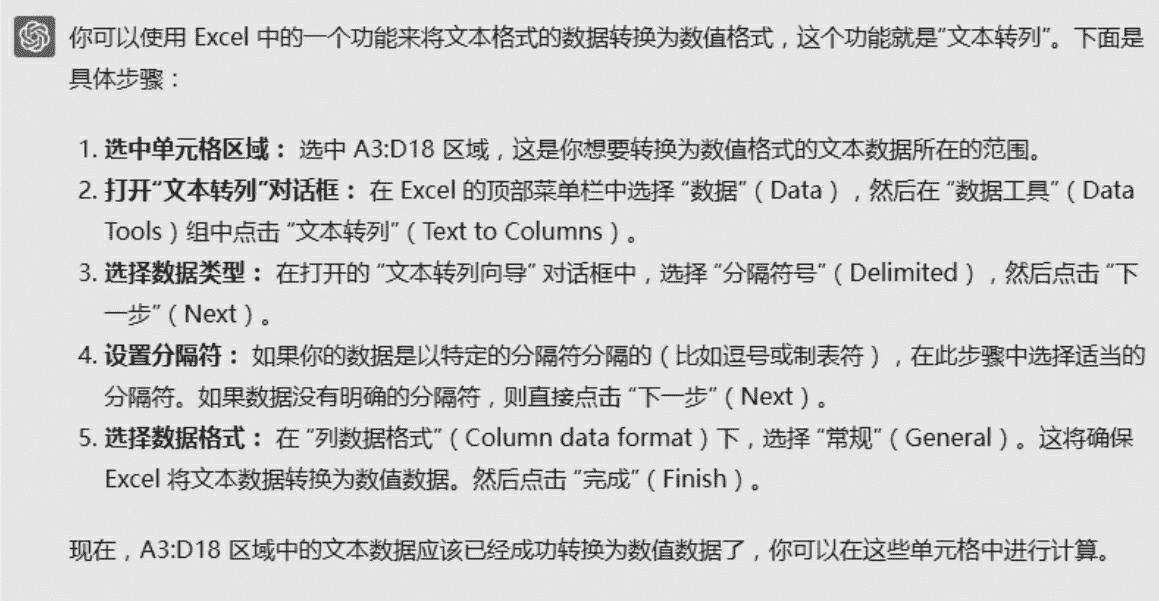 你可以使用 Excel 中的一个功能来将文本格式的数据转换为数值格式，这个功能就是“文本转列”。下面是
具体步骤：
1. 选中单元格区域： 选中 A3:D18 区域，这是你想要转换为数值格式的文本数据所在的范围。
2. 打开“文本转列”对话框： 在 Excel 的顶部菜单栏中选择 “数据”（Data），然后在 “数据工具”（Data
Tools）组中点击 “文本转列”（Text to Columns）。
3. 选择数据类型： 在打开的 “文本转列向导” 对话框中，选择 “分隔符号”（Delimited），然后点击 “下
一步”（Next）。
4. 设置分隔符： 如果你的数据是以特定的分隔符分隔的（比如逗号或制表符），在此步骤中选择适当的
分隔符。如果数据没有明确的分隔符，则直接点击 “下一步”（Next）。
5. 选择数据格式： 在 “列数据格式”（Column data format）下，选择 “常规”（General）。这将确保
Excel 将文本数据转换为数值数据。然后点击 “完成”（Finish）。
现在，A3:D18 区域中的文本数据应该已经成功转换为数值数据了，你可以在这些单元格中进行计算。